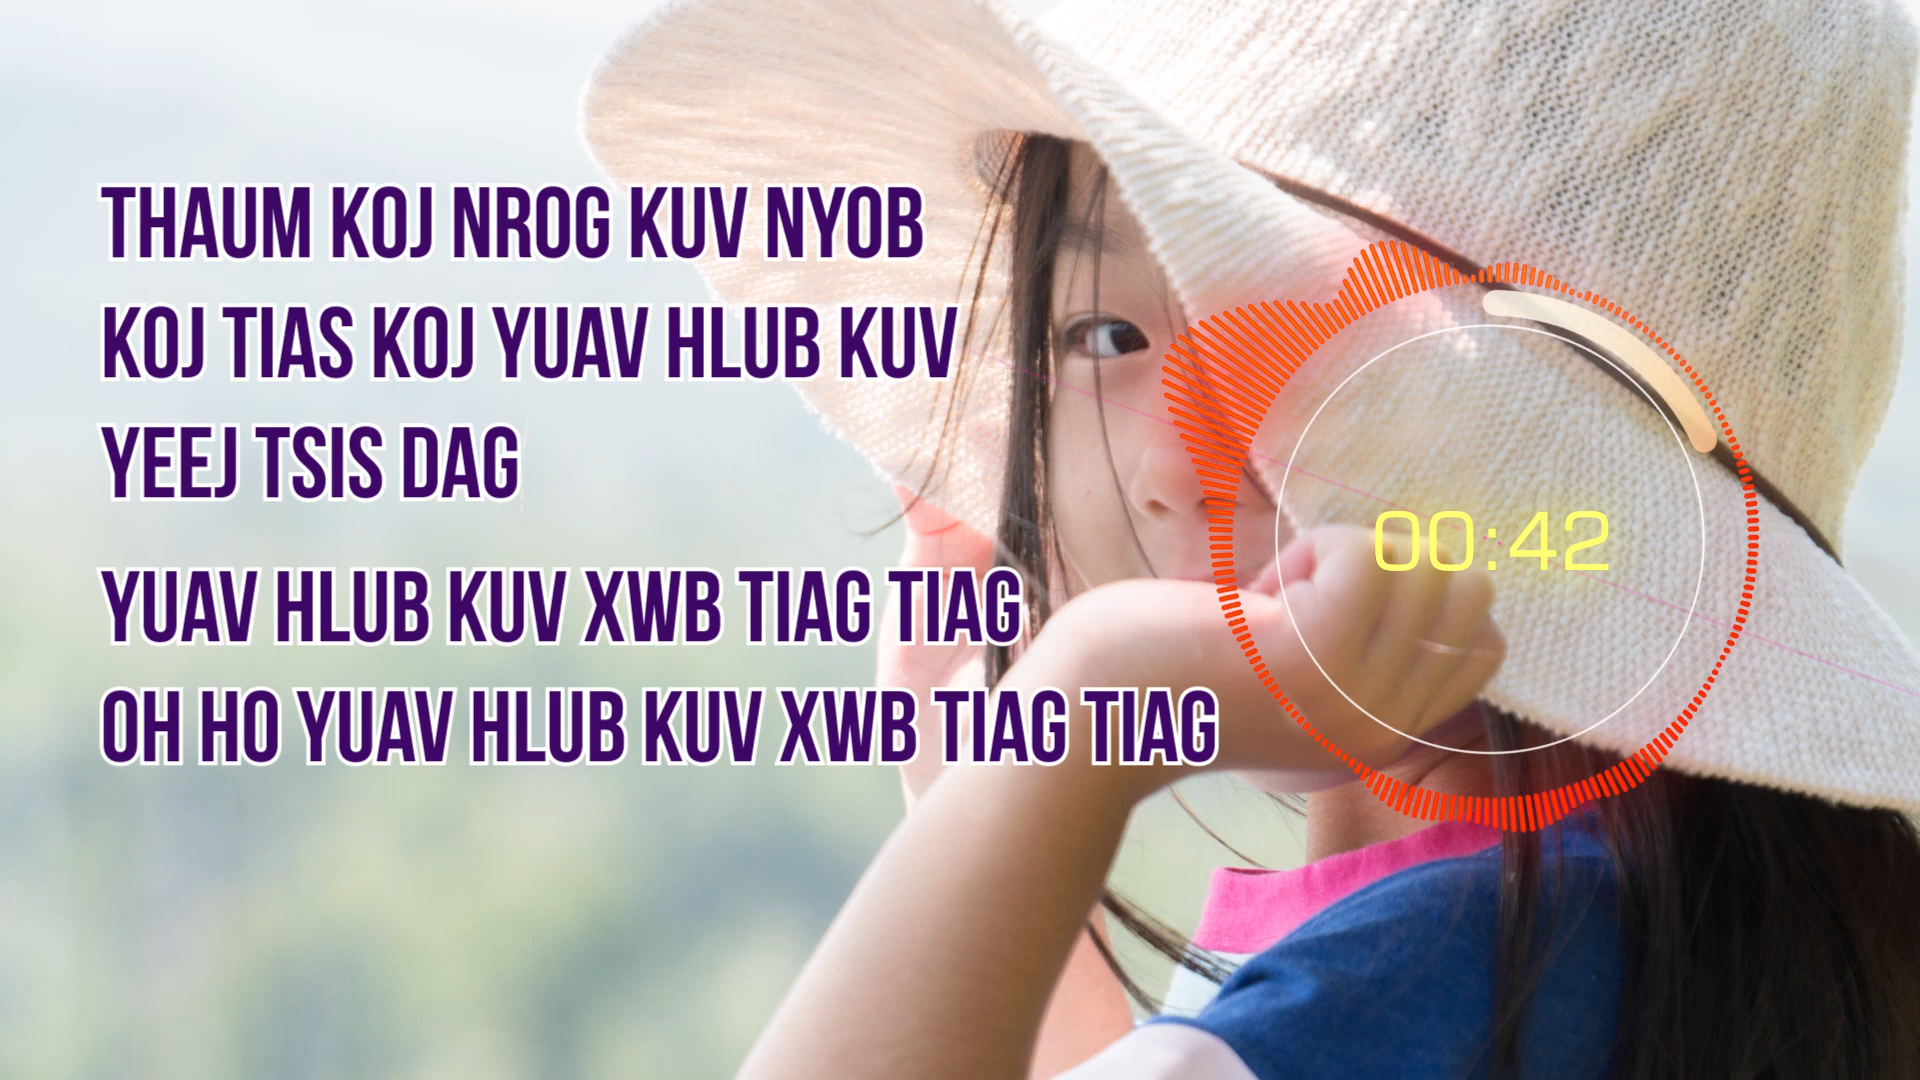 THAUM KOJ NROG KUV NYOB
KOJ TIAS KOJ YUAV HLUB KUV
YEEJ TSIS DAG
YUAV HLUB KUV XWB TIAG TIAG
OH HO YUAV HLUB KUV XWB TIAG TIAG
00:42